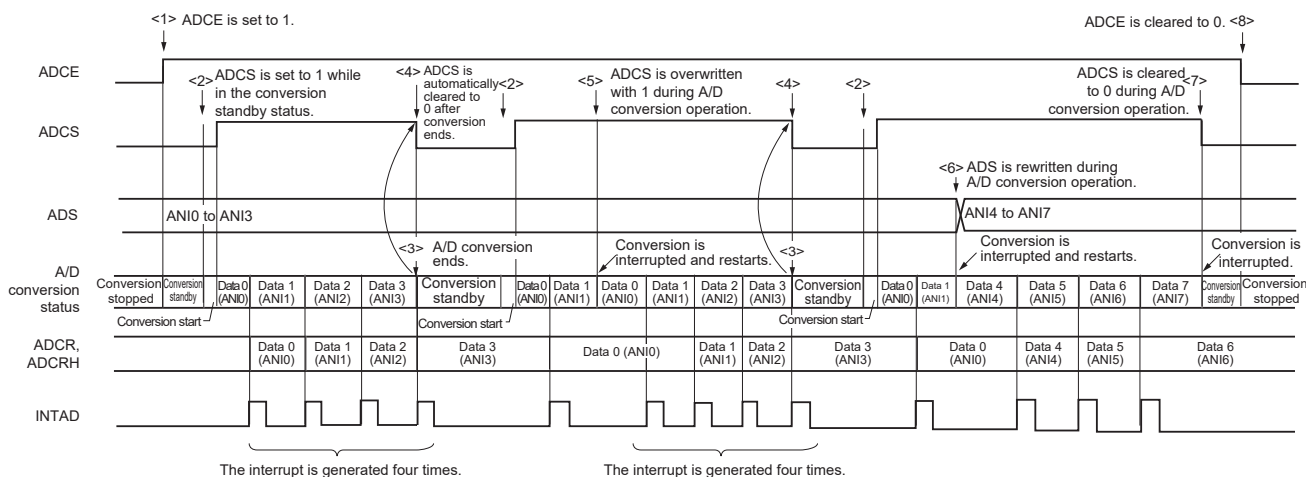 <1> ADCE is set to 1.
ADCE is cleared to 0. <8>
ADCE
<2> ADCS is set to 1 while
in the conversion
standby status.
<4> ADCS is
automatically
cleared to
0 after
conversion
ends.
<2>
<5> ADCS is overwritten
with 1 during A/D
conversion operation.
<4>
<2>
ADCS is cleared <7>
to 0 during A/D
conversion operation.
ADCS
<6> ADS is rewritten during
A/D conversion operation.
ADS
ANI0 to ANI3
ANI4 to ANI7
<3> A/D conversion
ends.
Conversion is
interrupted and restarts.
<3>
Conversion is
interrupted and restarts.
Conversion is
interrupted.
A/D
conversion
status
Conversion
stopped
Conversion
standby
Data 0
(ANI0)
Data 1
(ANI1)
Data 2
(ANI2)
Data 3
(ANI3)
Conversion
standby
Data 0
(ANI0)
Data 1
(ANI1)
Data 0
(ANI0)
Data 1
(ANI1)
Data 2
(ANI2)
Data 3
(ANI3)
Conversion
standby
Data 0
(ANI0)
Data 1
(ANI1)
Data 4
(ANI4)
Data 5
(ANI5)
Data 6
(ANI6)
Data 7
(ANI7)
Conversion
standby
Conversion
stopped
Conversion start
Conversion start
Conversion start
ADCR,
ADCRH
Data 0
(ANI0)
Data 1
(ANI1)
Data 2
(ANI2)
Data 3
(ANI3)
Data 0 (ANI0)
Data 1
(ANI1)
Data 2
(ANI2)
Data 3
(ANI3)
Data 0
(ANI0)
Data 4
(ANI4)
Data 5
(ANI5)
Data 6
(ANI6)
INTAD
The interrupt is generated four times.
The interrupt is generated four times.